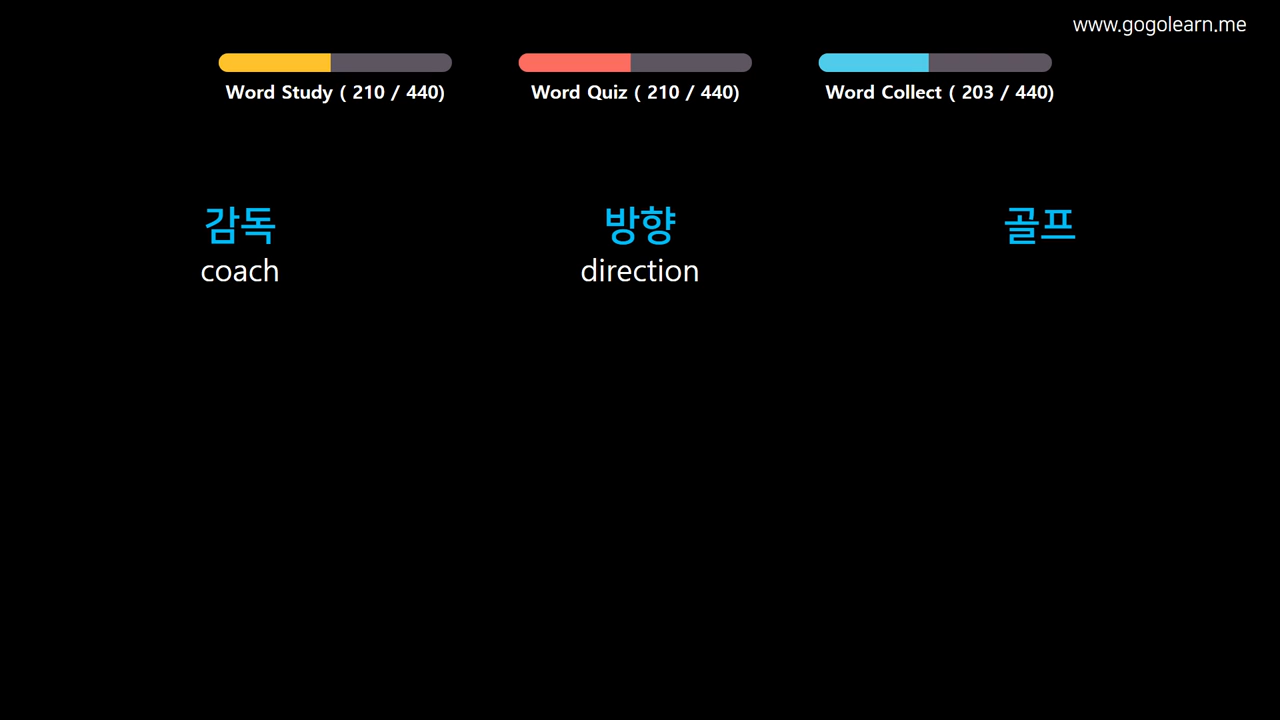 www.gogolearn.me
Word Study ( 210 / 440)
Word Quiz ( 210 / 440)
Word Collect ( 203 / 440)
감독
coach
방향
direction
골프